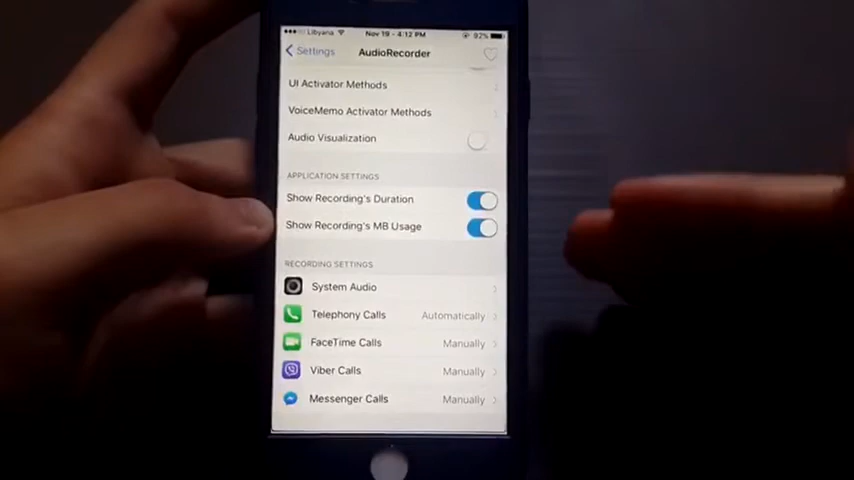 Libyana Nov 19 - 4:12 PM 92%
Settings AudioRecorder
UI Activator Methods
VoiceMemo Activator Methods
Audio Visualization
APPLICATION SETTINGS
Show Recording's Duration
Show Recording's MB Usage
RECORDING SETTINGS
System Audio
Telephony Calls Automatically
FaceTime Calls Manually
Viber Calls Manually
Messenger Calls Manually